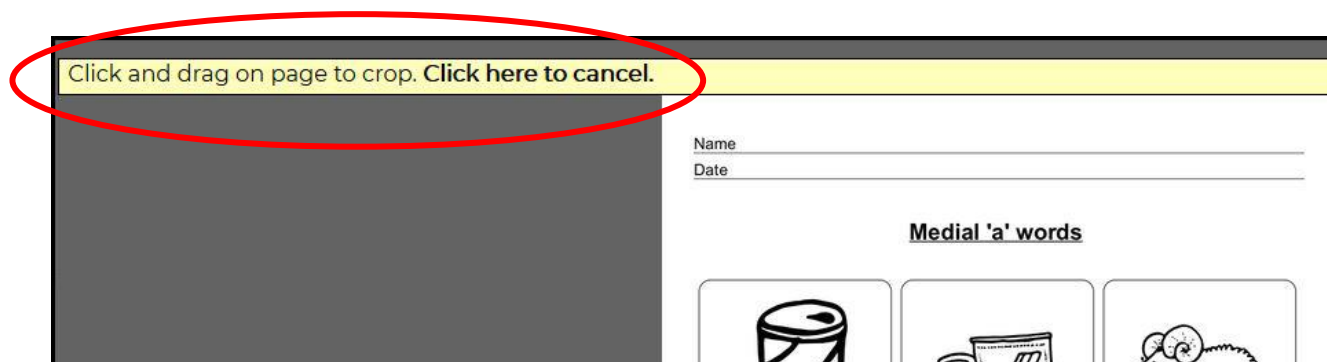 Click and drag on page to crop. Click here to cancel.
Name
Date
Medial 'a' words